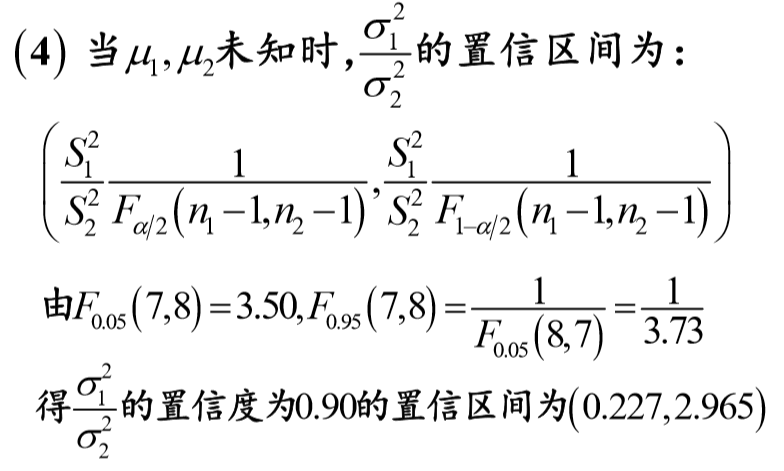 (4) 当μ₁,μ₂未知时,σ₁²/σ₂²的置信区间为:
(S₁²/S₂² 1/F_{α/2}(n₁−1,n₂−1), S₁²/S₂² 1/F_{1−α/2}(n₁−1,n₂−1))
由F_{0.05}(7,8)=3.50,F_{0.95}(7,8)=1/F_{0.05}(8,7)=1/3.73
得σ₁²/σ₂²的置信度为0.90的置信区间为(0.227,2.965)